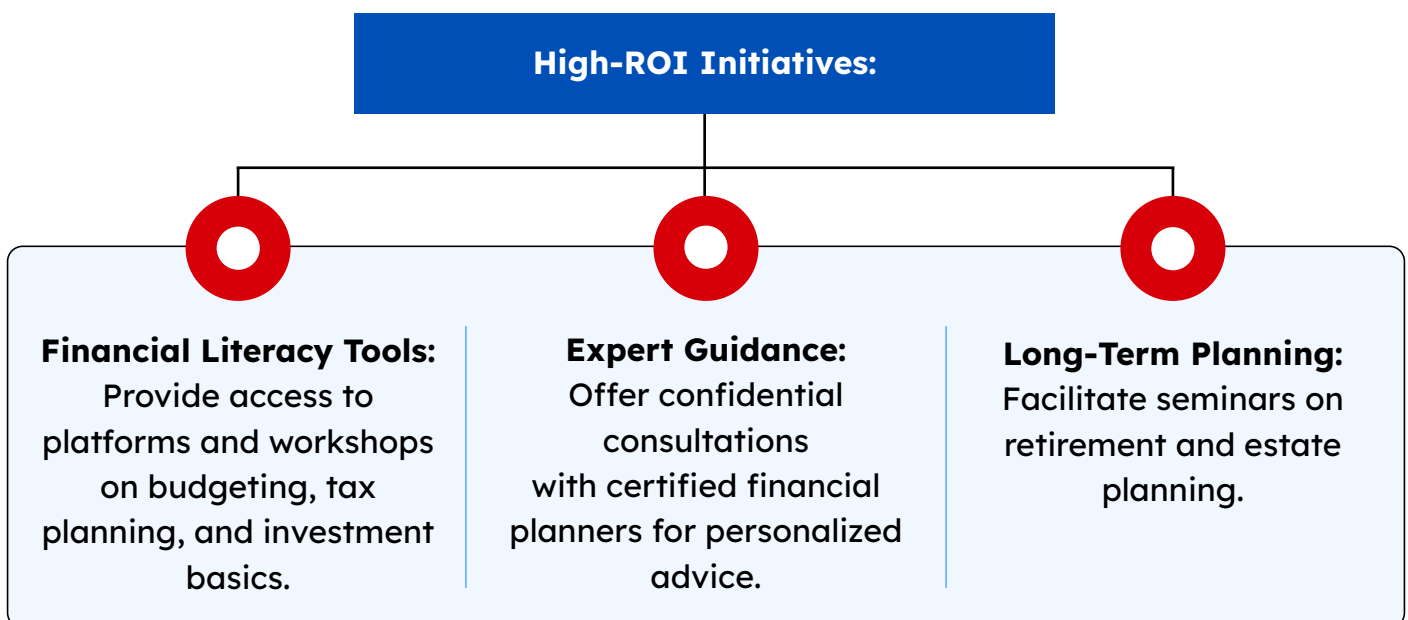 High-ROI Initiatives:
Financial Literacy Tools:
Provide access to
platforms and workshops
on budgeting, tax
planning, and investment
basics.
Expert Guidance:
Offer confidential
consultations
with certified financial
planners for personalized
advice.
Long-Term Planning:
Facilitate seminars on
retirement and estate
planning.